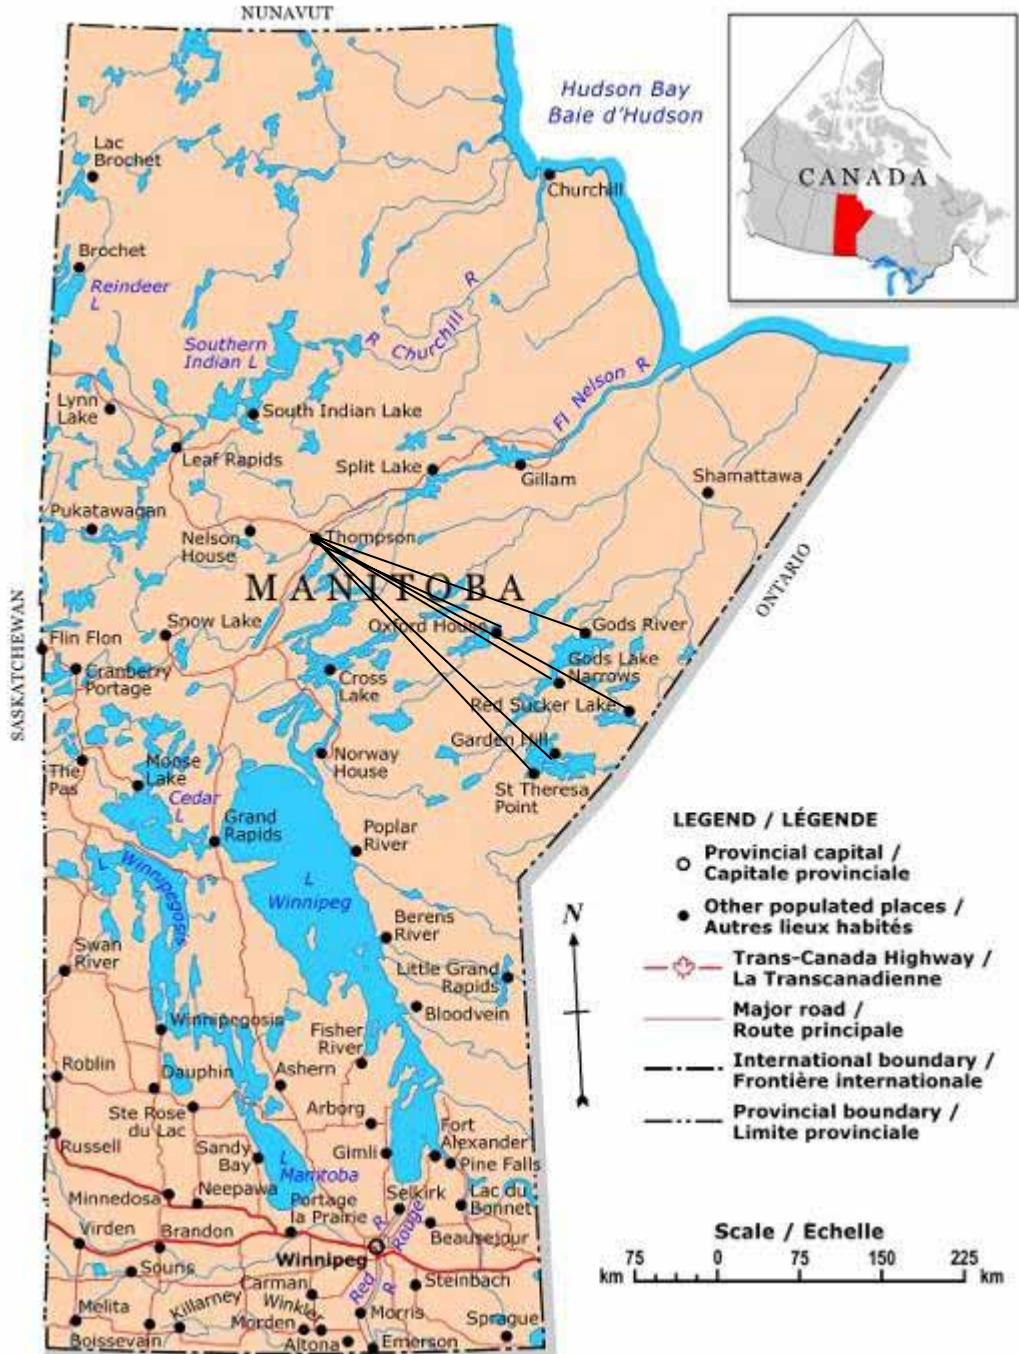 NUNAVUT
Hudson Bay
Baie d'Hudson
CANADA
Lac
Brochet
Churchill
Brochet
Reindeer
L
R Churchill R
Southern
Indian L
Fl Nelson R
Lynn
Lake
South Indian Lake
Leaf Rapids
Split Lake
Gillam
Shamattawa
Pukatawagan
Nelson
House
Thompson
MANITOBA
ONTARIO
SASKATCHEWAN
Flin Flon
Snow Lake
Oxford House
Gods River
Cranberry
Portage
Cross
Lake
Gods Lake
Narrows
Red Sucker Lake
Garden Hill
The
Pas
Moose
Lake
Norway
House
St Theresa
Point
Cedar
L
Grand
Rapids
Poplar
River
L Winnipegosis
L
Winnipeg
Swan
River
Berens
River
Little Grand
Rapids
Bloodvein
Winnipegosis
Fisher
River
Roblin
Dauphin
Ashern
Ste Rose
du Lac
Arborg
Fort
Alexander
Russell
Sandy
Bay
Gimli
Pine Falls
L
Manitoba
Minnedosa
Neepawa
Portage
la Prairie
Selkirk
Lac du
Bonnet
Virden
Brandon
R Rouge
Beausejour
Winnipeg
Souris
Carman
Red R
Steinbach
Melita
Killarney
Winkler
Morris
Sprague
Boissevain
Morden
Altona
Emerson
LEGEND / LÉGENDE
Provincial capital /
Capitale provinciale
Other populated places /
Autres lieux habités
Trans-Canada Highway /
La Transcanadienne
Major road /
Route principale
International boundary /
Frontière internationale
Provincial boundary /
Limite provinciale
N
Scale / Echelle
75 0 75 150 225
km km